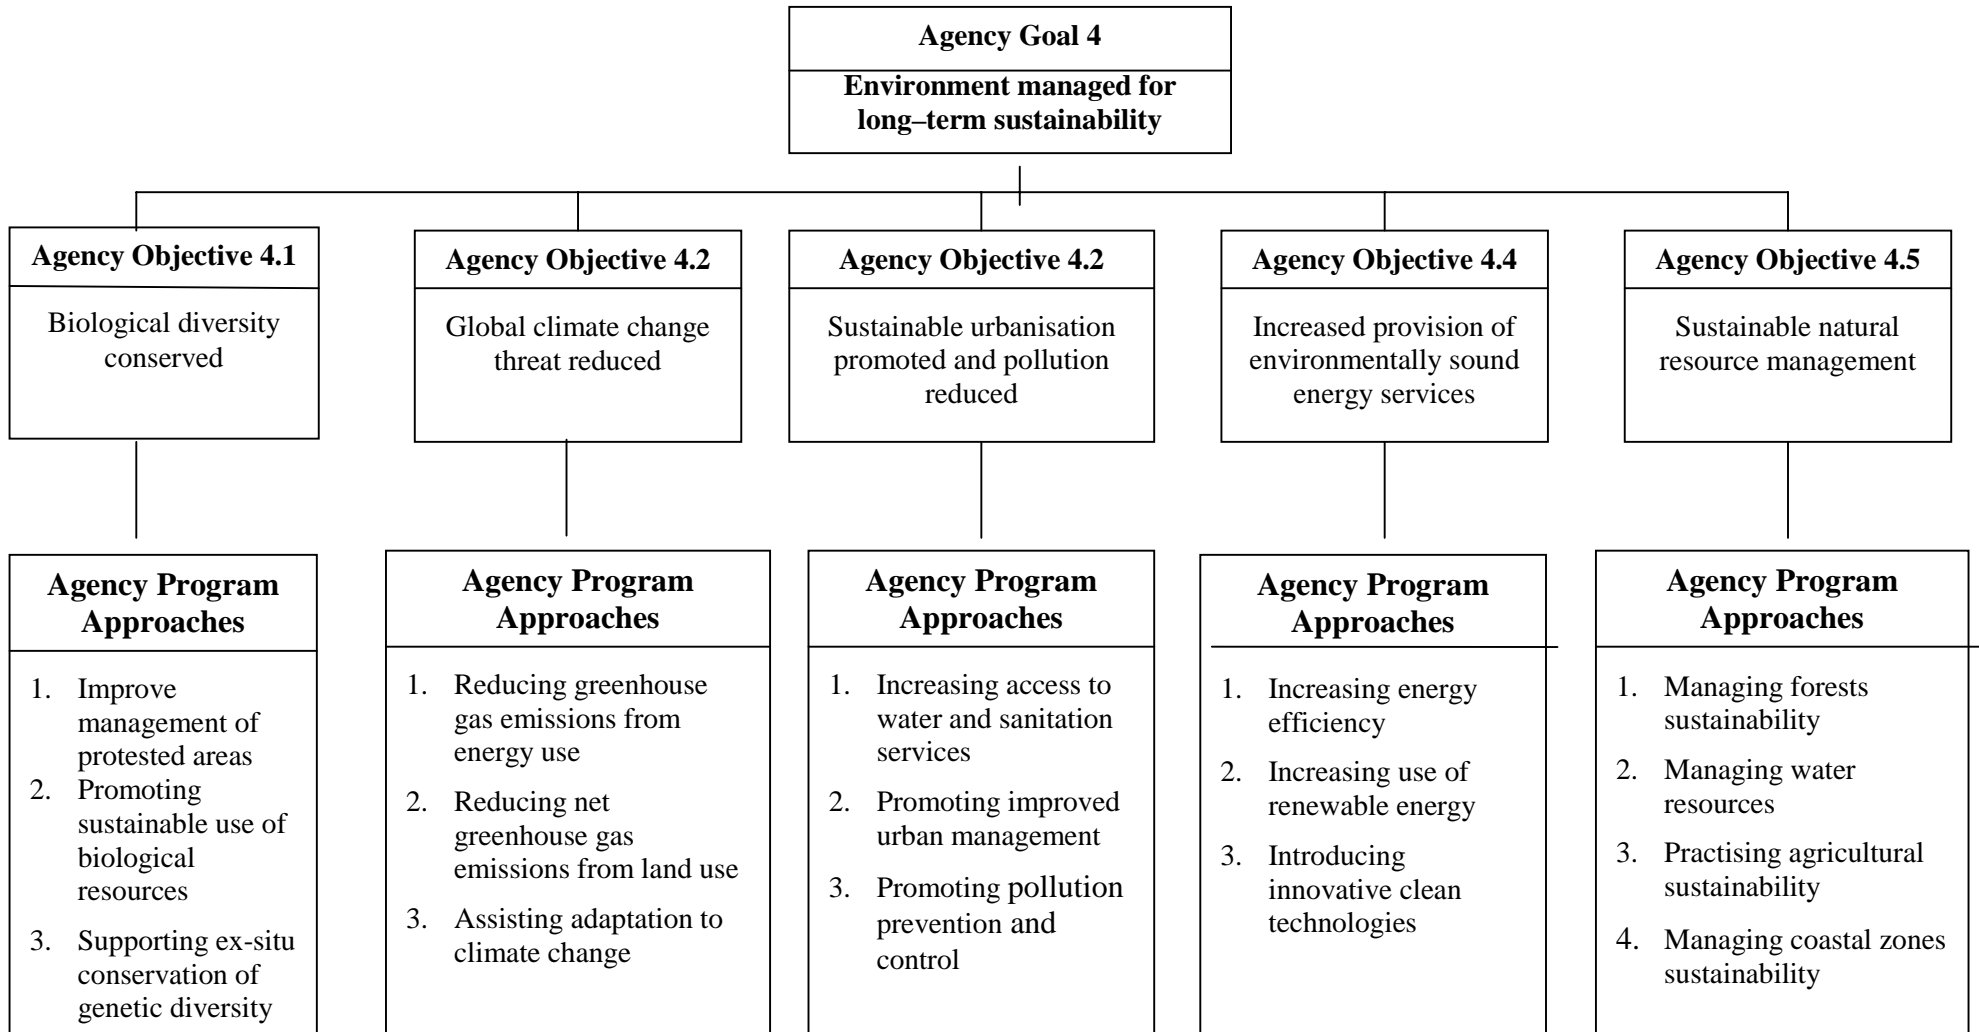 Agency Goal 4
Environment managed for
long–term sustainability
Agency Objective 4.1
Biological diversity
conserved
Agency Objective 4.2
Global climate change
threat reduced
Agency Objective 4.2
Sustainable urbanisation
promoted and pollution
reduced
Agency Objective 4.4
Increased provision of
environmentally sound
energy services
Agency Objective 4.5
Sustainable natural
resource management
Agency Program
Approaches
1. Improve
management of
protested areas
2. Promoting
sustainable use of
biological
resources
3. Supporting ex-situ
conservation of
genetic diversity
Agency Program
Approaches
1. Reducing greenhouse
gas emissions from
energy use
2. Reducing net
greenhouse gas
emissions from land use
3. Assisting adaptation to
climate change
Agency Program
Approaches
1. Increasing access to
water and sanitation
services
2. Promoting improved
urban management
3. Promoting pollution
prevention and
control
Agency Program
Approaches
1. Increasing energy
efficiency
2. Increasing use of
renewable energy
3. Introducing
innovative clean
technologies
Agency Program
Approaches
1. Managing forests
sustainability
2. Managing water
resources
3. Practising agricultural
sustainability
4. Managing coastal zones
sustainability